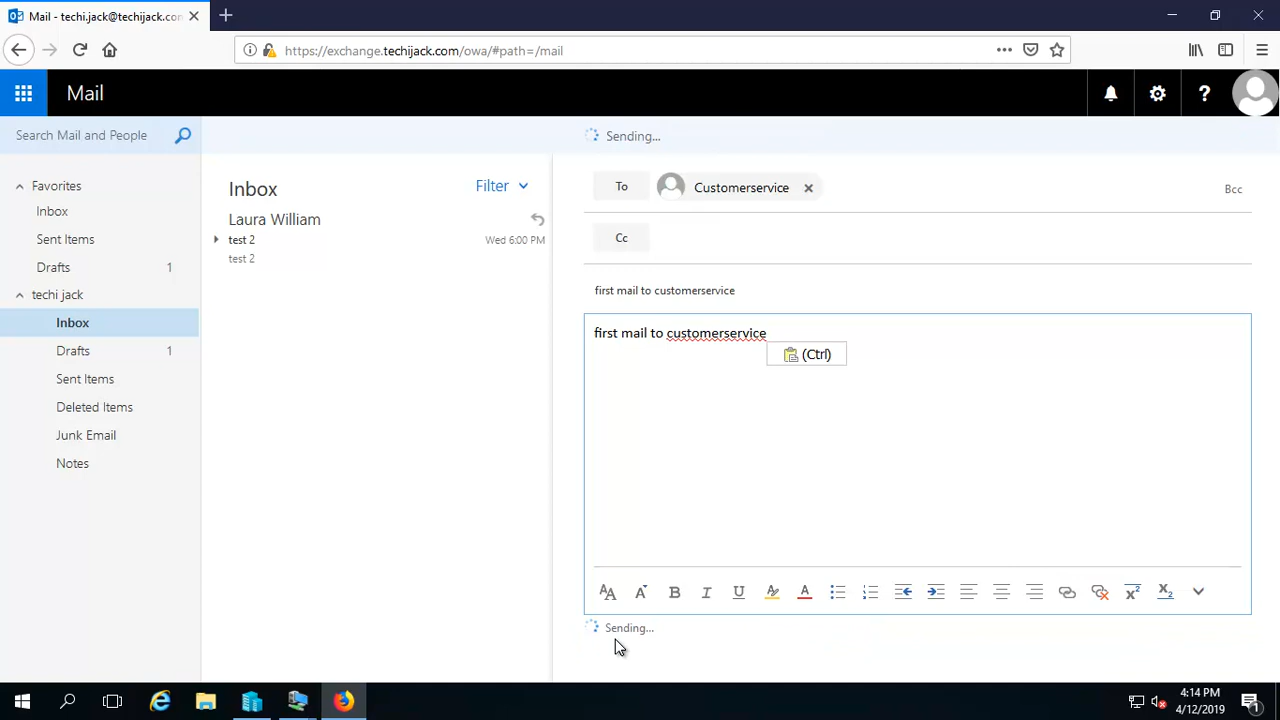 Mail - techi.jack@techijack.con
https://exchange.techijack.com/owa/#path=/mail
Mail
Search Mail and People
Sending...
Favorites
Inbox
Sent Items
Drafts 1
techi jack
Inbox
Drafts 1
Sent Items
Deleted Items
Junk Email
Notes
Inbox
Filter
Laura William
test 2
Wed 6:00 PM
test 2
To
Customerservice
Bcc
Cc
first mail to customerservice
first mail to customerservice
(Ctrl)
Sending...
4:14 PM
4/12/2019
1